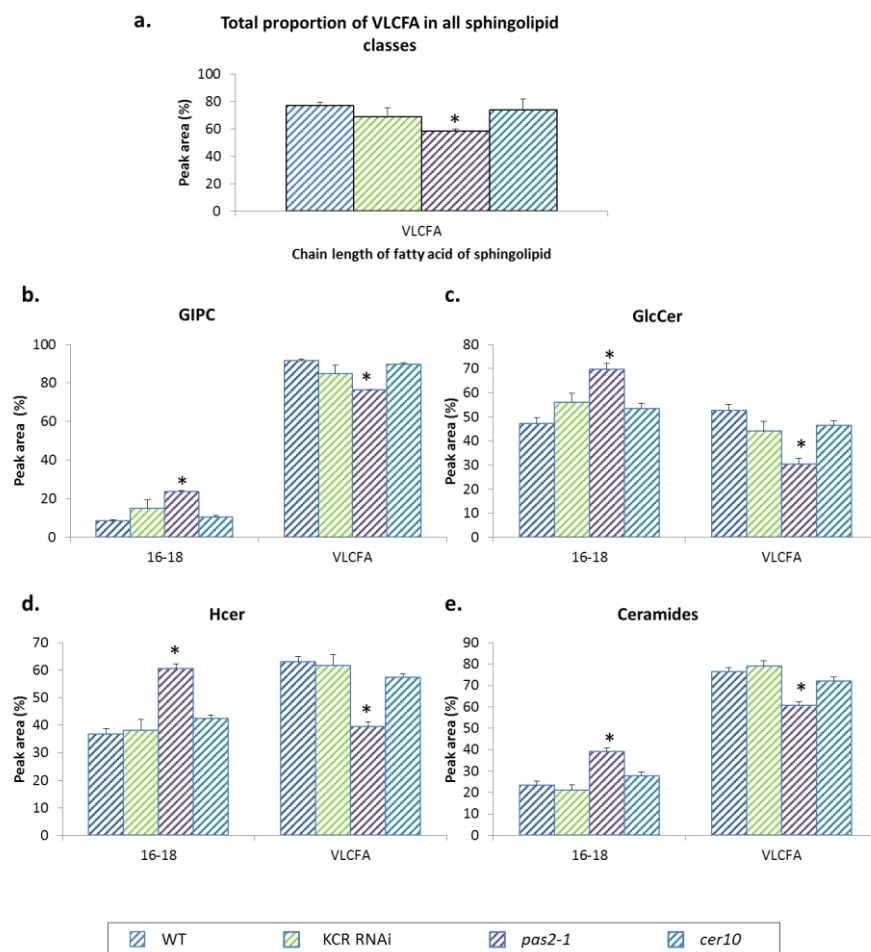 a.
Total proportion of VLCFA in all sphingolipid
classes
100
80
60
40
20
0
Peak area (%)
*
VLCFA
Chain length of fatty acid of sphingolipid
b.
GIPC
100
80
60
40
20
0
Peak area (%)
*
*
16-18
VLCFA
c.
GlcCer
80
70
60
50
40
30
20
10
0
Peak area (%)
*
*
16-18
VLCFA
d.
Hcer
70
60
50
40
30
20
10
0
Peak area (%)
*
*
16-18
VLCFA
e.
Ceramides
90
80
70
60
50
40
30
20
10
0
Peak area (%)
*
*
16-18
VLCFA
WT
KCR RNAi
pas2-1
cer10